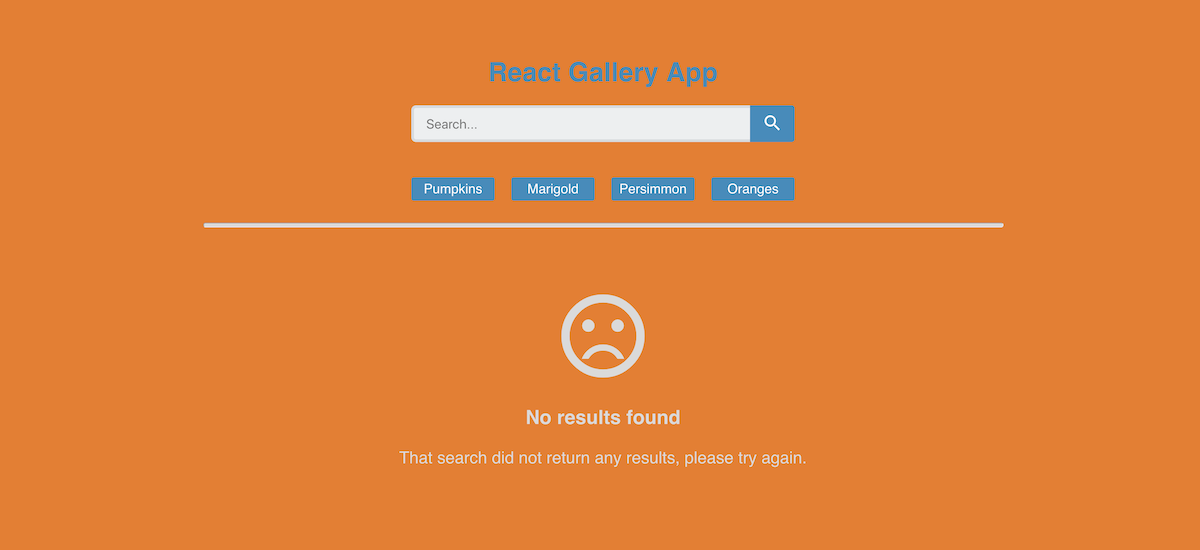 React Gallery App
Search...
Pumpkins Marigold Persimmon Oranges
No results found
That search did not return any results, please try again.